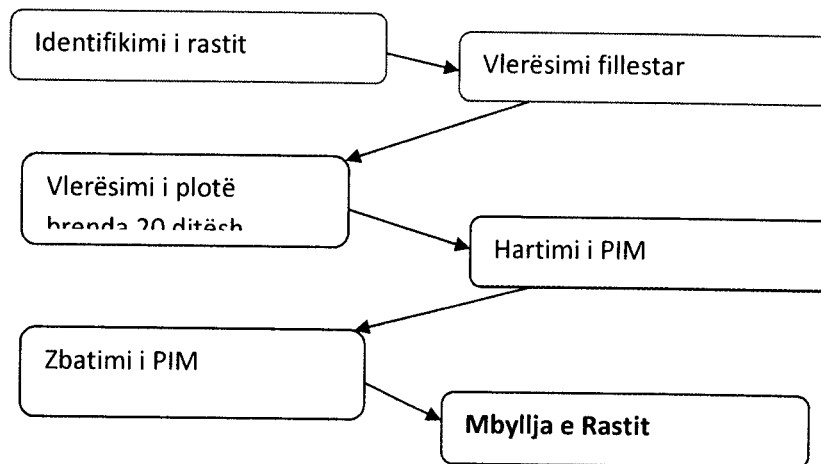 Identifikimi i rastit
Vlerësimi fillestar
Vlerësimi i plotë
brenda 20 ditësh
Hartimi i PIM
Zbatimi i PIM
Mbyllja e Rastit